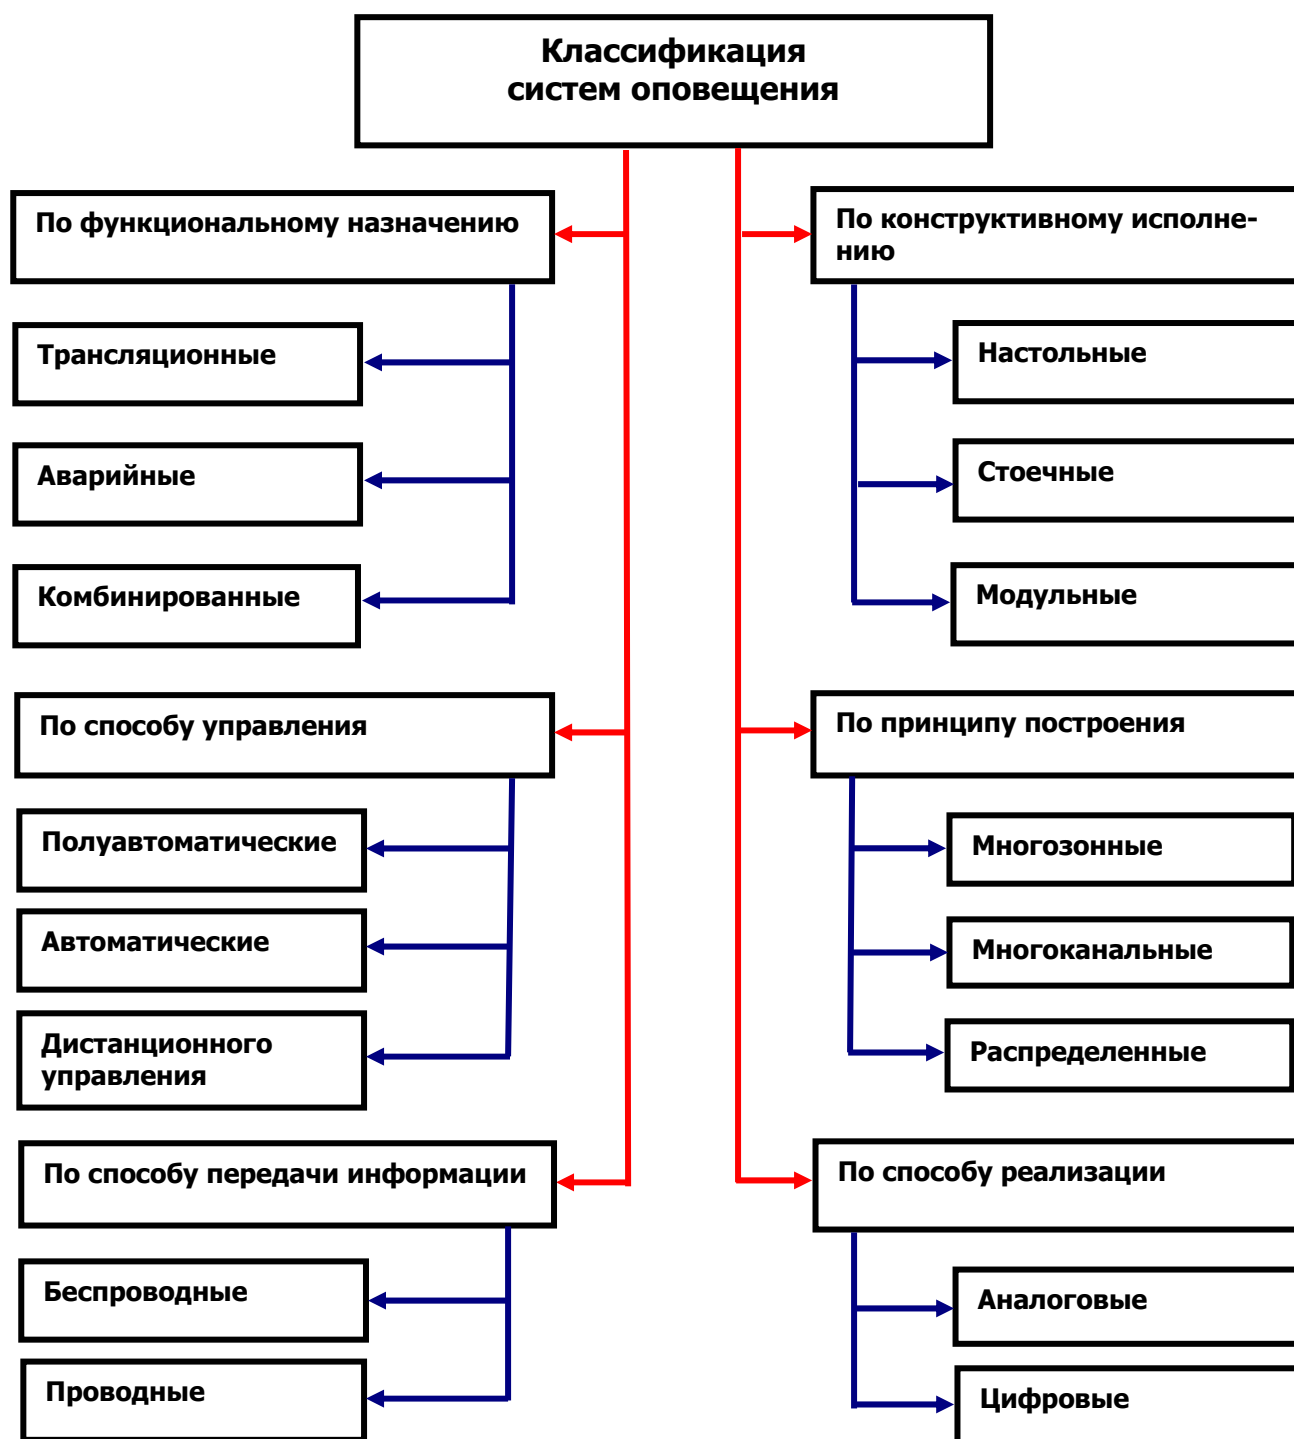 Классификация
систем оповещения
По функциональному назначению
Трансляционные
Аварийные
Комбинированные
По способу управления
Полуавтоматические
Автоматические
Дистанционного
управления
По способу передачи информации
Беспроводные
Проводные
По конструктивному исполне-
нию
Настольные
Стоечные
Модульные
По принципу построения
Многозонные
Многоканальные
Распределенные
По способу реализации
Аналоговые
Цифровые